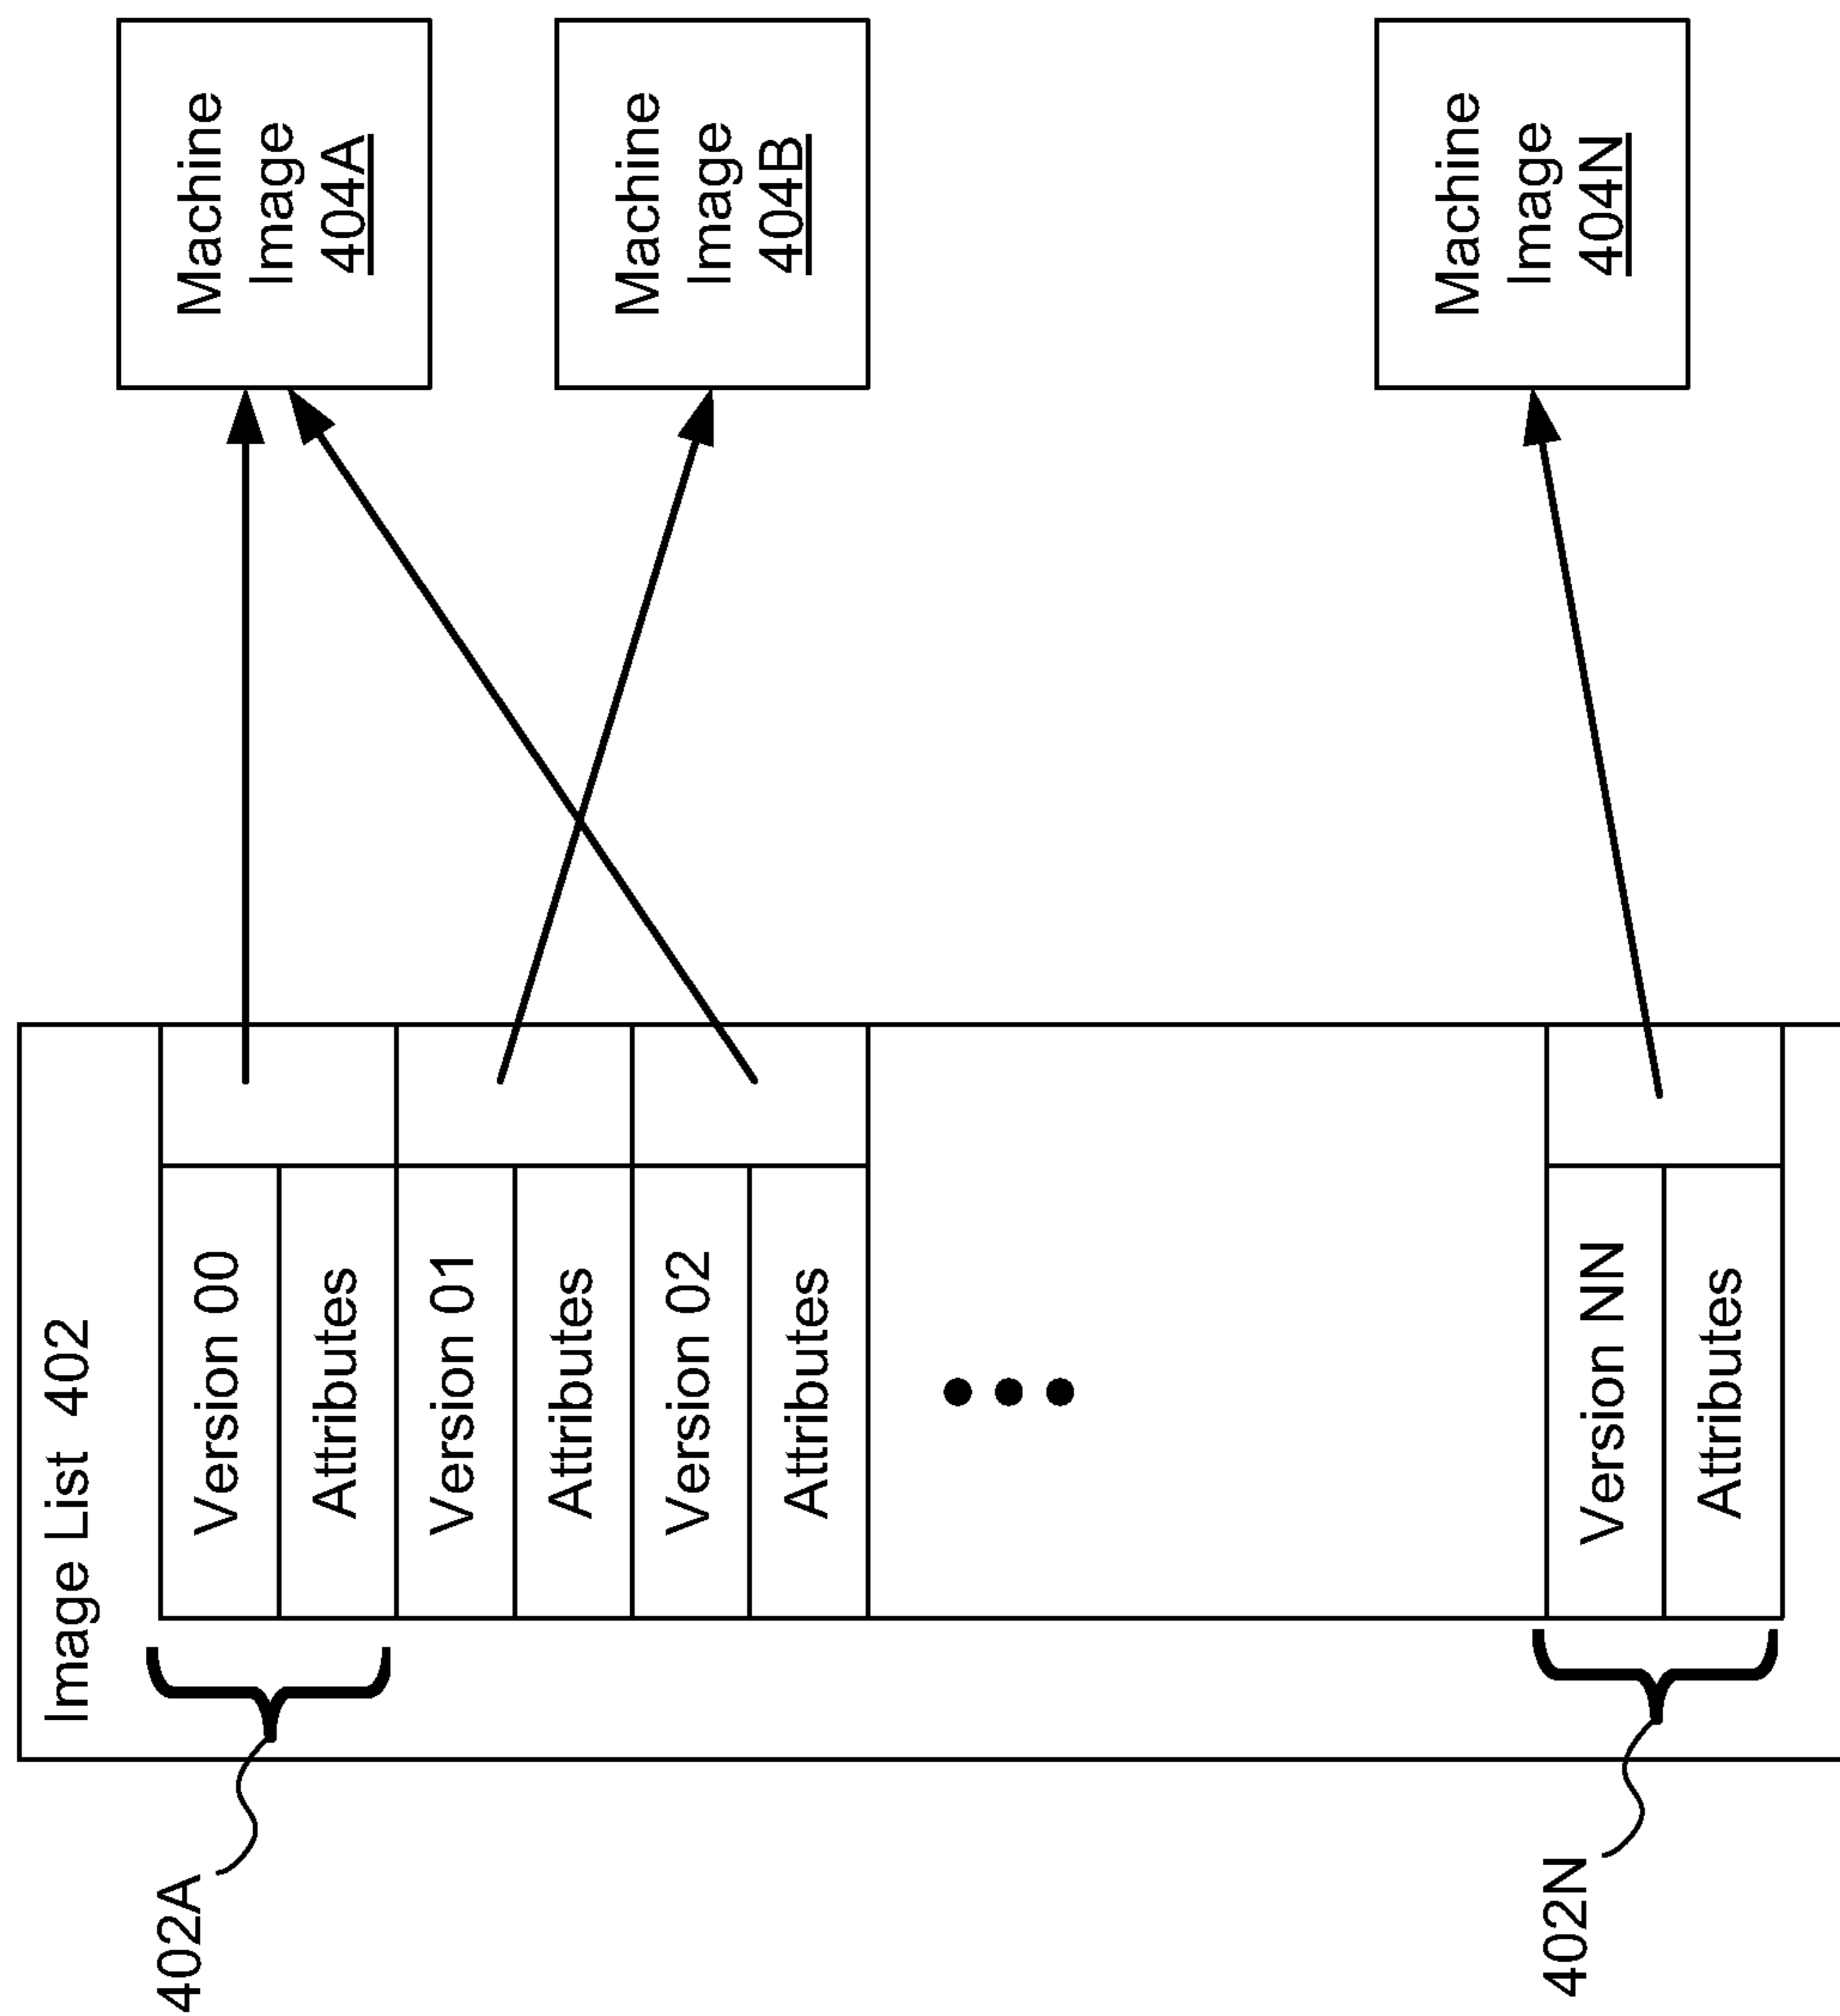 Image List 402
402A
Version 00
Attributes
Version 01
Attributes
Version 02
Attributes
402N
Version NN
Attributes
Machine
Image
404A
Machine
Image
404B
Machine
Image
404N